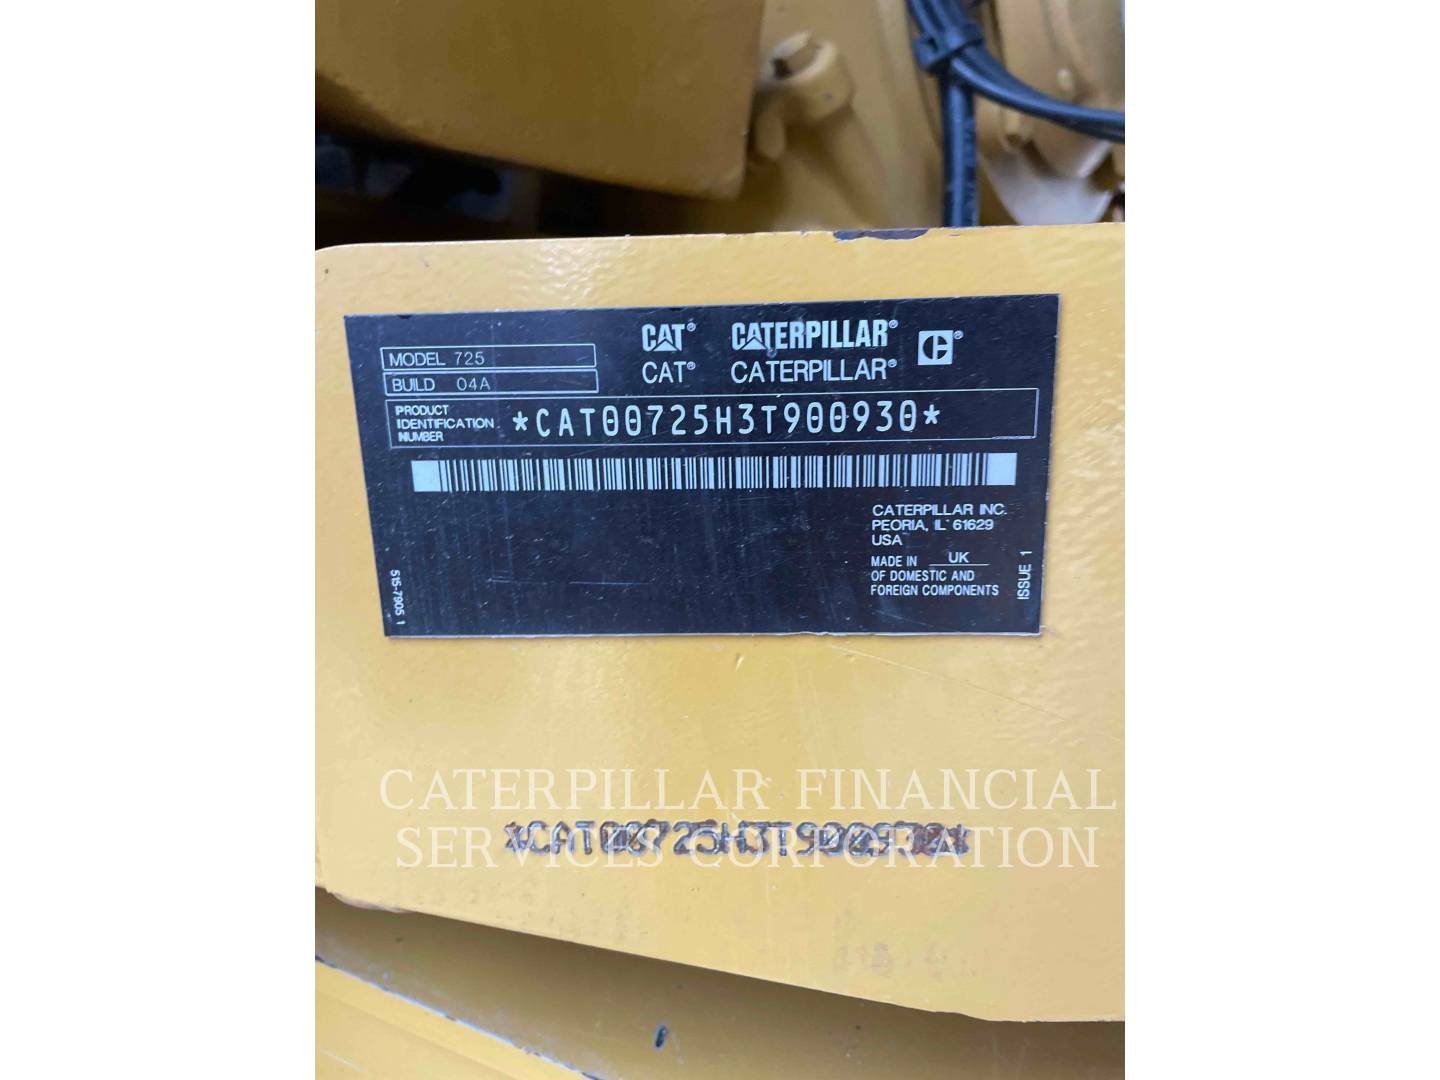 CAT® CATERPILLAR®
CAT® CATERPILLAR®
MODEL 725
BUILD 04A
PRODUCT
IDENTIFICATION
NUMBER
*CAT00725H3T900930*
CATERPILLAR INC.
PEORIA, IL 61629
USA
MADE IN UK
OF DOMESTIC AND
FOREIGN COMPONENTS
515-7905 1
ISSUE 1
CATERPILLAR FINANCIAL
SERVICES CORPORATION